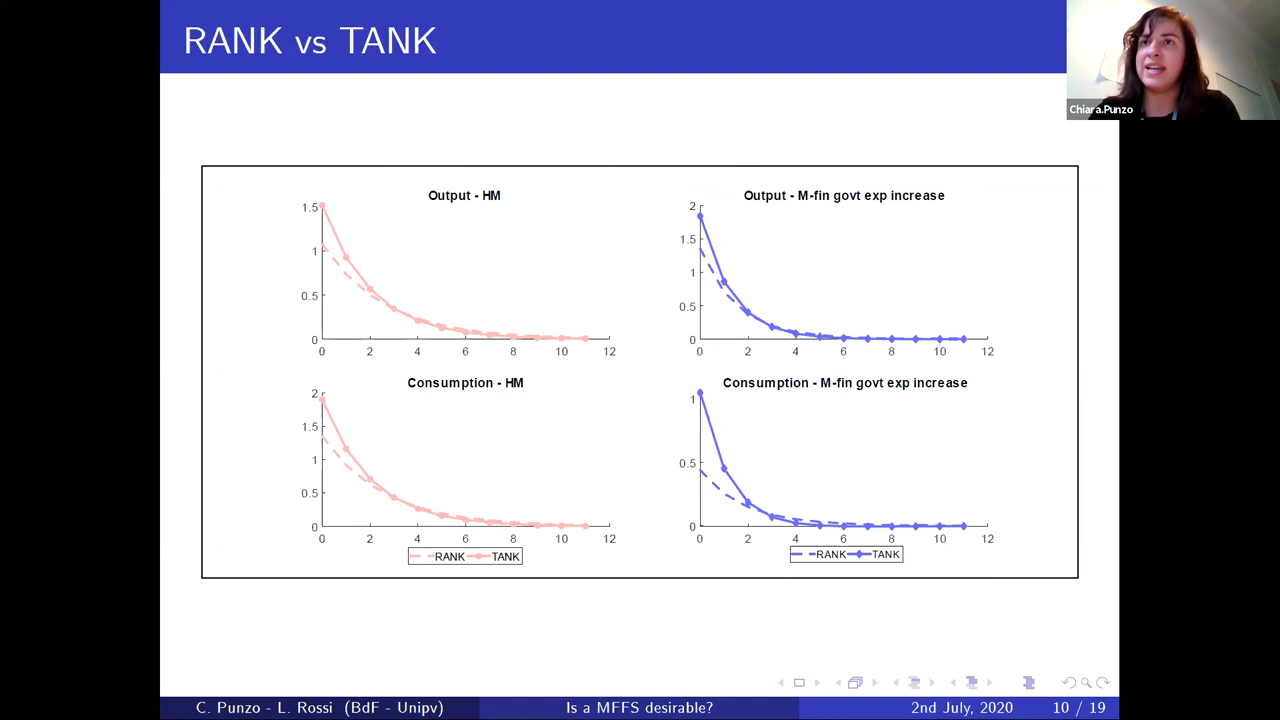 RANK vs TANK
Chiara.Punzo
Output - HM
1.5
1
0.5
0
0 2 4 6 8 10 12
Output - M-fin govt exp increase
2
1.5
1
0.5
0
0 2 4 6 8 10 12
Consumption - HM
2
1.5
1
0.5
0
0 2 4 6 8 10 12
RANK TANK
Consumption - M-fin govt exp increase
1
0.5
0
0 2 4 6 8 10 12
RANK TANK
C. Punzo - L. Rossi (BdF - Unipv) Is a MFFS desirable? 2nd July, 2020 10 / 19